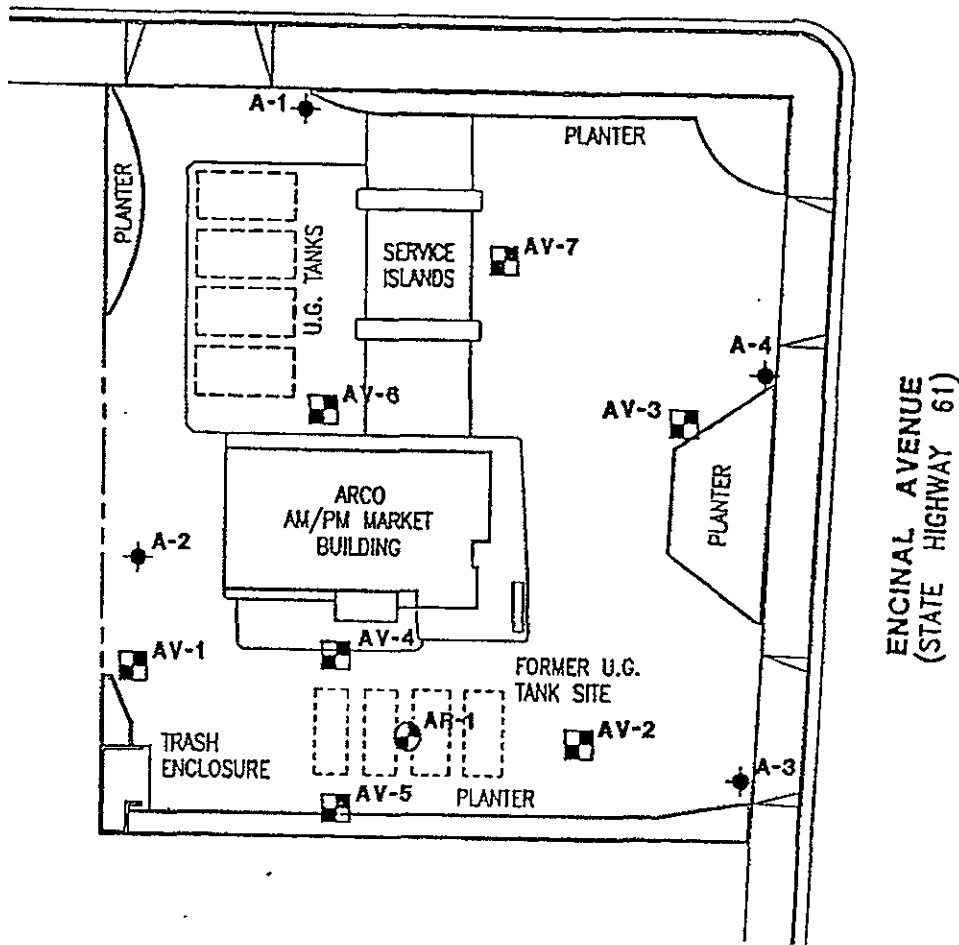 A-1
PLANTER
PLANTER
U.G. TANKS
SERVICE
ISLANDS
AV-7
A-4
AV-6
AV-3
ENCINAL AVENUE
(STATE HIGHWAY 61)
ARCO
AM/PM MARKET
BUILDING
PLANTER
A-2
AV-1
AV-4
FORMER U.G.
TANK SITE
AR-1
AV-2
TRASH
ENCLOSURE
A-3
AV-5
PLANTER